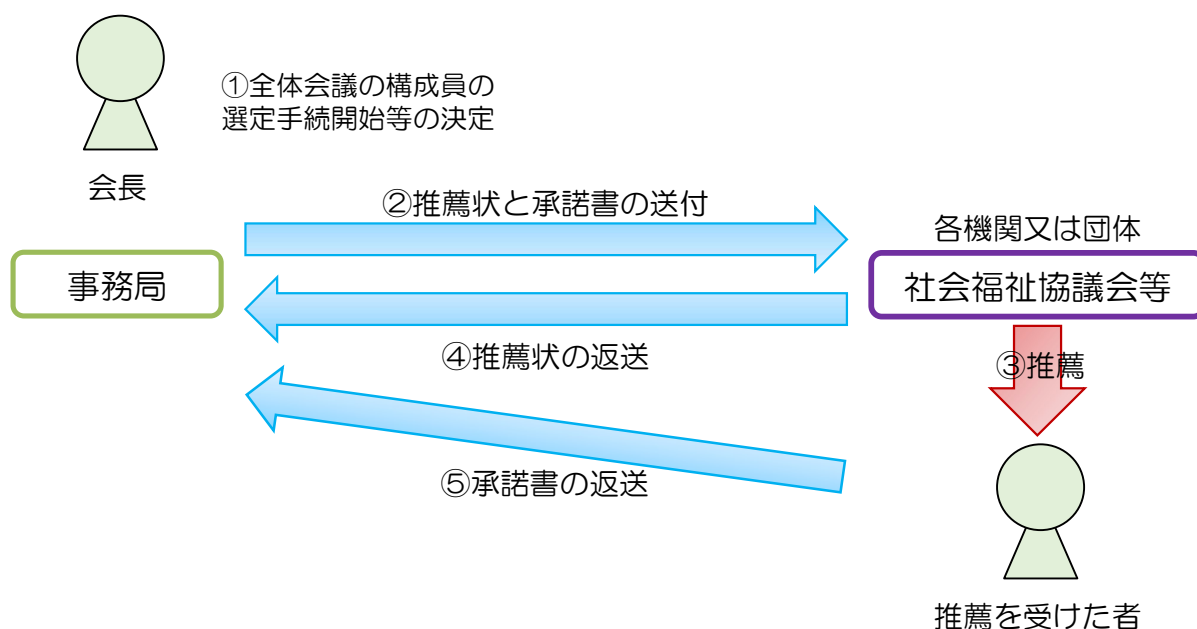 ①全体会議の構成員の
選定手続開始等の決定
会長
②推薦状と承諾書の送付
各機関又は団体
事務局
社会福祉協議会等
④推薦状の返送
③推薦
⑤承諾書の返送
推薦を受けた者